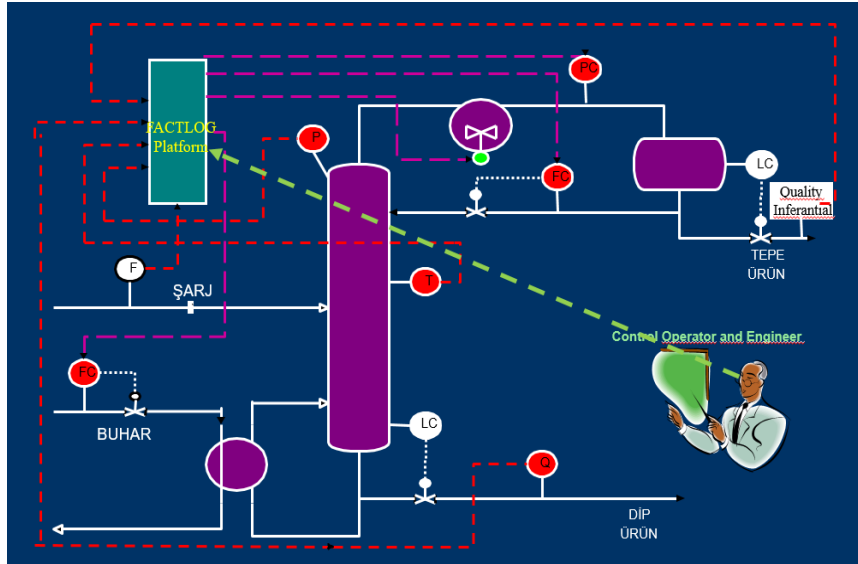 PC
FACTLOG
Platform
P
FC
LC
Quality
Inferantial
F
T
TEPE
ÜRÜN
ŞARJ
Control Operator and Engineer
FC
BUHAR
LC
Q
DİP
ÜRÜN